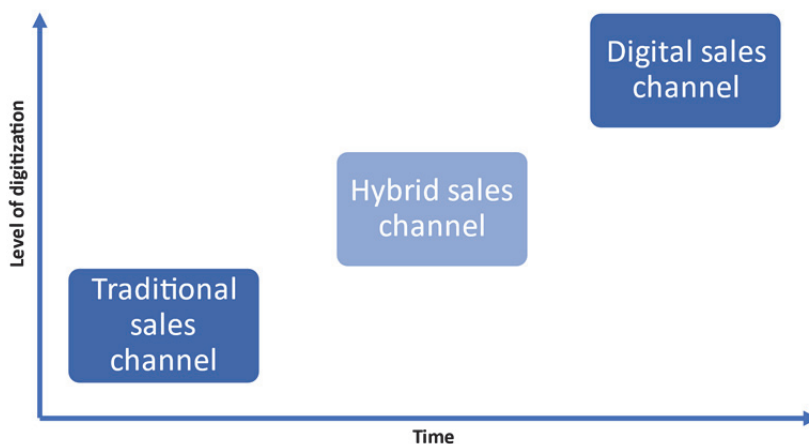 Digital sales
channel
Hybrid sales
channel
Traditional
sales
channel
Level of digitization
Time